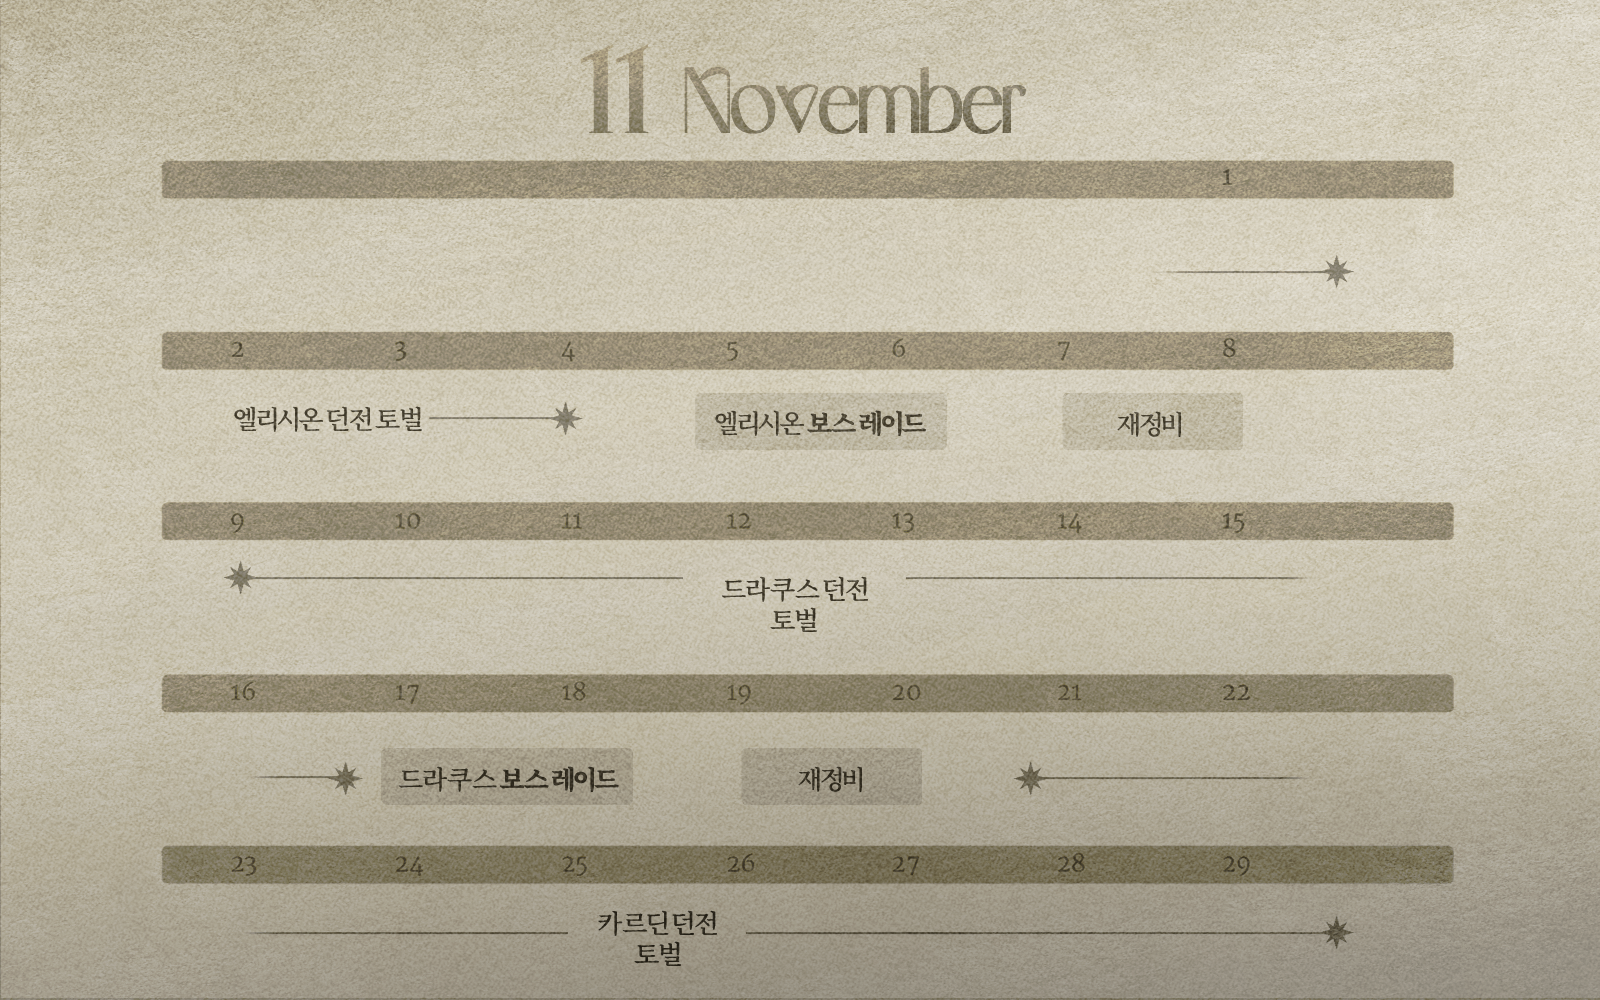 11 November
1
2 3 4 5 6 7 8
엘리시온 던전 토벌 엘리시온 보스 레이드 재정비
9 10 11 12 13 14 15
드라쿠스 던전
토벌
16 17 18 19 20 21 22
드라쿠스 보스 레이드 재정비
23 24 25 26 27 28 29
카르딘 던전
토벌